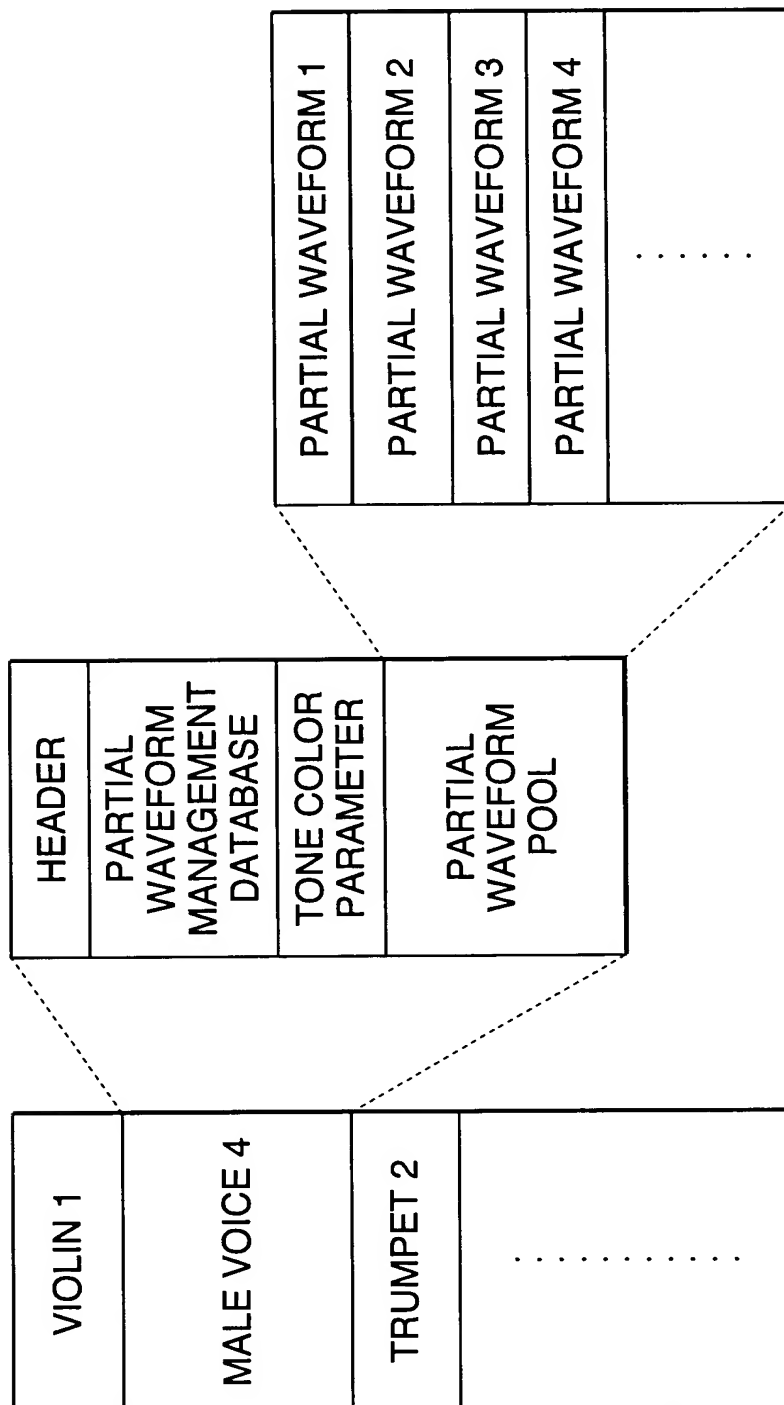 VIOLIN 1
MALE VOICE 4
TRUMPET 2
. . . . . . . . . . .
HEADER
PARTIAL
WAVEFORM
MANAGEMENT
DATABASE
TONE COLOR
PARAMETER
PARTIAL
WAVEFORM
POOL
PARTIAL WAVEFORM 1
PARTIAL WAVEFORM 2
PARTIAL WAVEFORM 3
PARTIAL WAVEFORM 4
. . . . . .